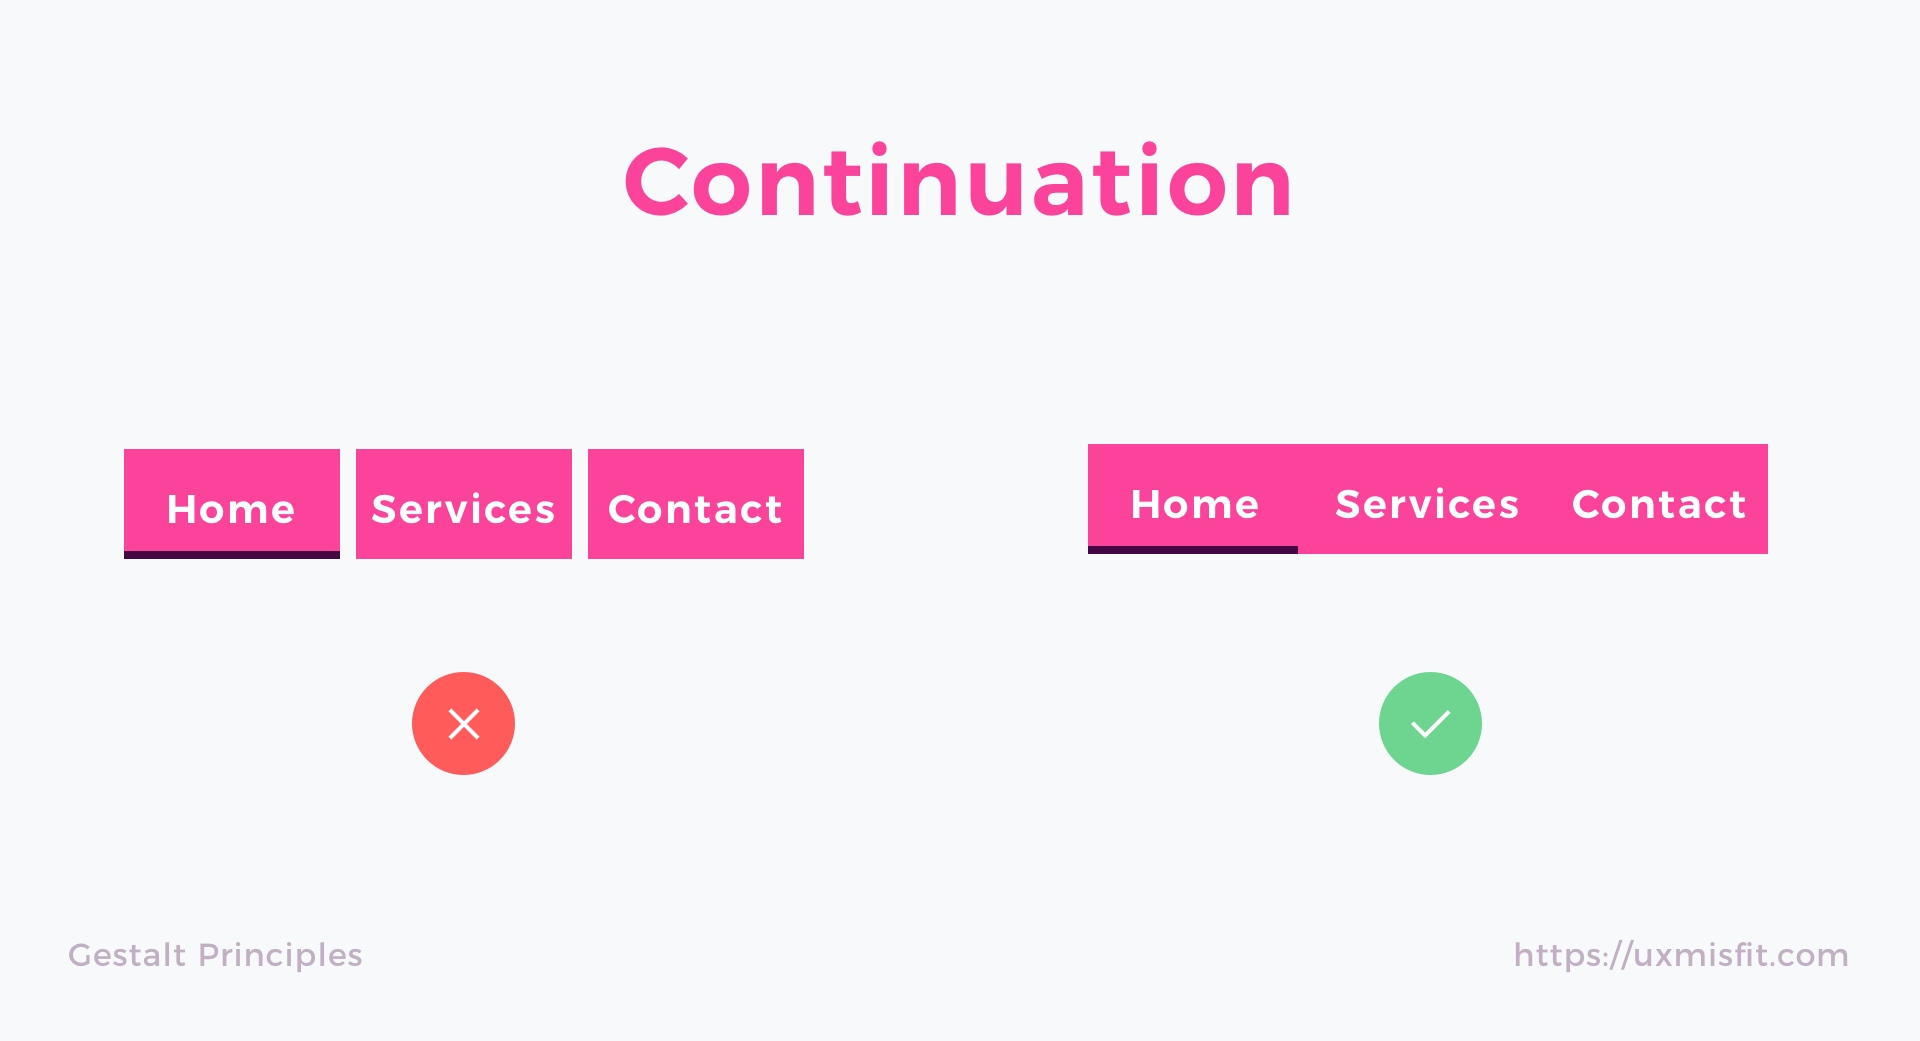 Continuation
Home Services Contact
Home Services Contact
Gestalt Principles
https://uxmisfit.com